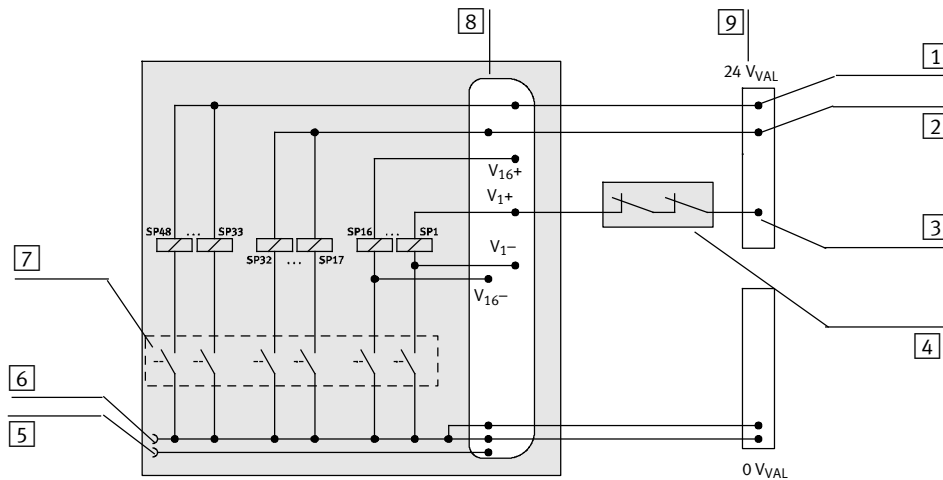 8
9
24 VVAL
1
2
V16+
V1+
SP48 ... SP33
SP16 ... SP1
SP32 ... SP17
3
V1–
7
V16–
4
6
5
0 VVAL